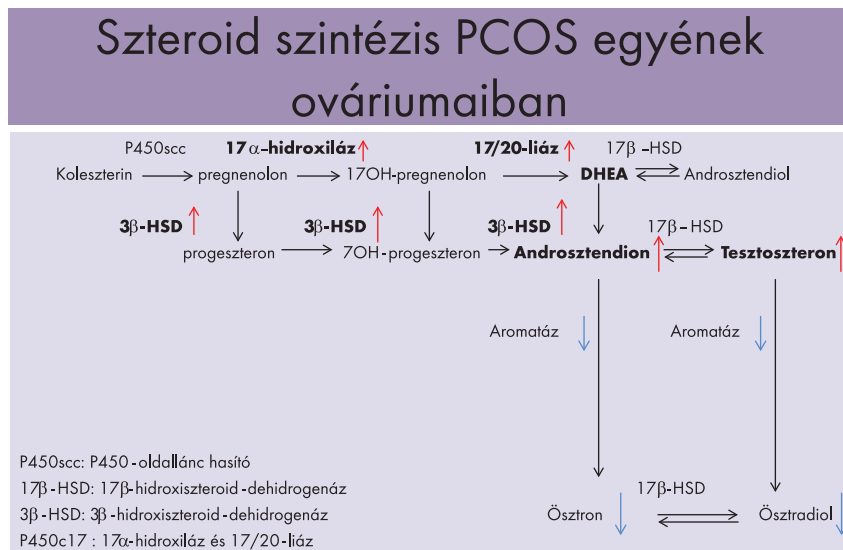 Szteroid szintézis PCOS egyének
ováriumaiban
P450scc 17α-hidroxiláz 17/20-liáz 17β -HSD
Koleszterin pregnenolon 17OH-pregnenolon DHEA Androsztendiol
3β-HSD 3β-HSD 3β-HSD 17β-HSD
progeszteron 7OH-progeszteron Androsztendion Tesztoszteron
Aromatáz Aromatáz
P450scc: P450-oldallánc hasító
17β-HSD: 17β-hidroxiszteroid-dehidrogenáz 17β-HSD
3β-HSD: 3β-hidroxiszteroid-dehidrogenáz Ösztron Ösztradiol
P450c17 : 17α-hidroxiláz és 17/20-liáz